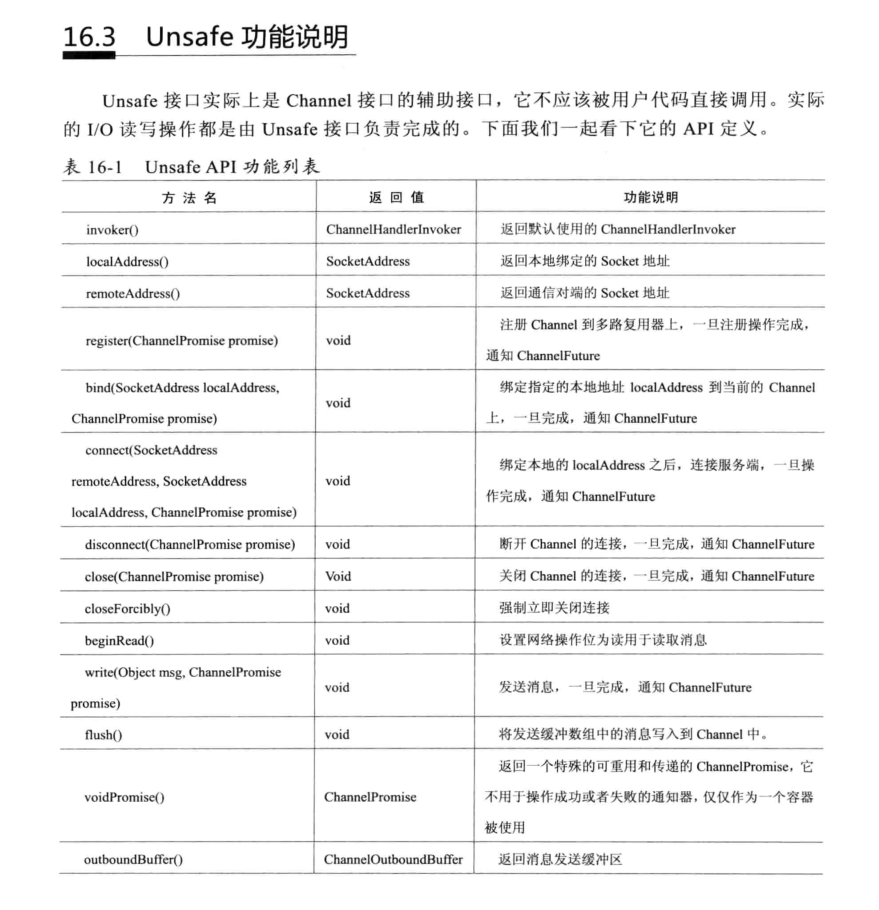 16.3 Unsafe 功能说明
Unsafe 接口实际上是 Channel 接口的辅助接口，它不应该被用户代码直接调用。实际
的 I/O 读写操作都是由 Unsafe 接口负责完成的。下面我们一起看下它的 API 定义。
表 16-1 Unsafe API 功能列表
方 法 名 返 回 值 功能说明
invoker() ChannelHandlerInvoker 返回默认使用的 ChannelHandlerInvoker
localAddress() SocketAddress 返回本地绑定的 Socket 地址
remoteAddress() SocketAddress 返回通信对端的 Socket 地址
register(ChannelPromise promise) void 注册 Channel 到多路复用器上，一旦注册操作完成，
通知 ChannelFuture
bind(SocketAddress localAddress,
ChannelPromise promise)
void
绑定指定的本地地址 localAddress 到当前的 Channel
上，一旦完成，通知 ChannelFuture
connect(SocketAddress
remoteAddress, SocketAddress
localAddress, ChannelPromise promise)
void
绑定本地的 localAddress 之后，连接服务端，一旦操
作完成，通知 ChannelFuture
disconnect(ChannelPromise promise) void 断开 Channel 的连接，一旦完成，通知 ChannelFuture
close(ChannelPromise promise) Void 关闭 Channel 的连接，一旦完成，通知 ChannelFuture
closeForcibly() void 强制立即关闭连接
beginRead() void 设置网络操作位为读用于读取消息
write(Object msg, ChannelPromise
promise)
void
发送消息，一旦完成，通知 ChannelFuture
flush() void 将发送缓冲数组中的消息写入到 Channel 中。
voidPromise() ChannelPromise 返回一个特殊的可重用和传递的 ChannelPromise，它
不用于操作成功或者失败的通知器，仅仅作为一个容器
被使用
outboundBuffer() ChannelOutboundBuffer 返回消息发送缓冲区